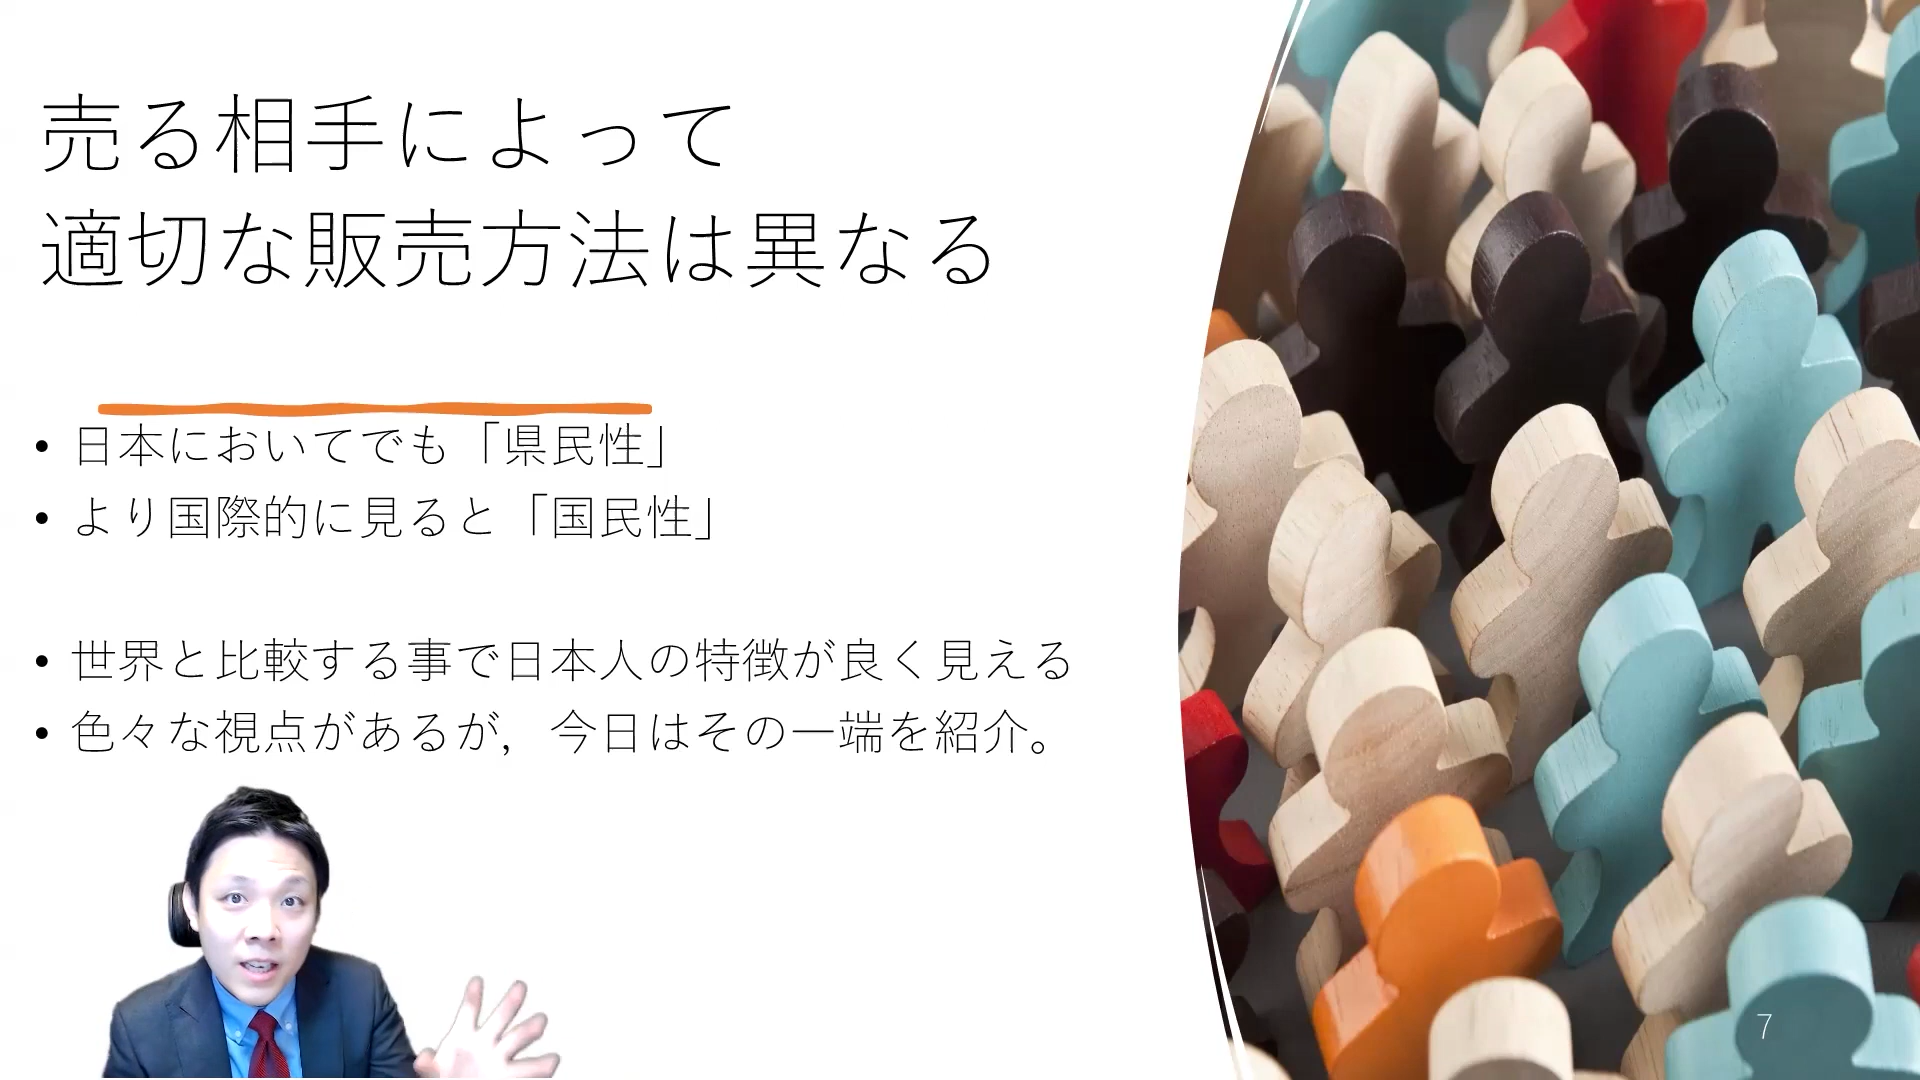 売る相手によって
適切な販売方法は異なる
• 日本においてでも「県民性」
• より国際的に見ると「国民性」
• 世界と比較する事で日本人の特徴が良く見える
• 色々な視点があるが，今日はその一端を紹介。
7